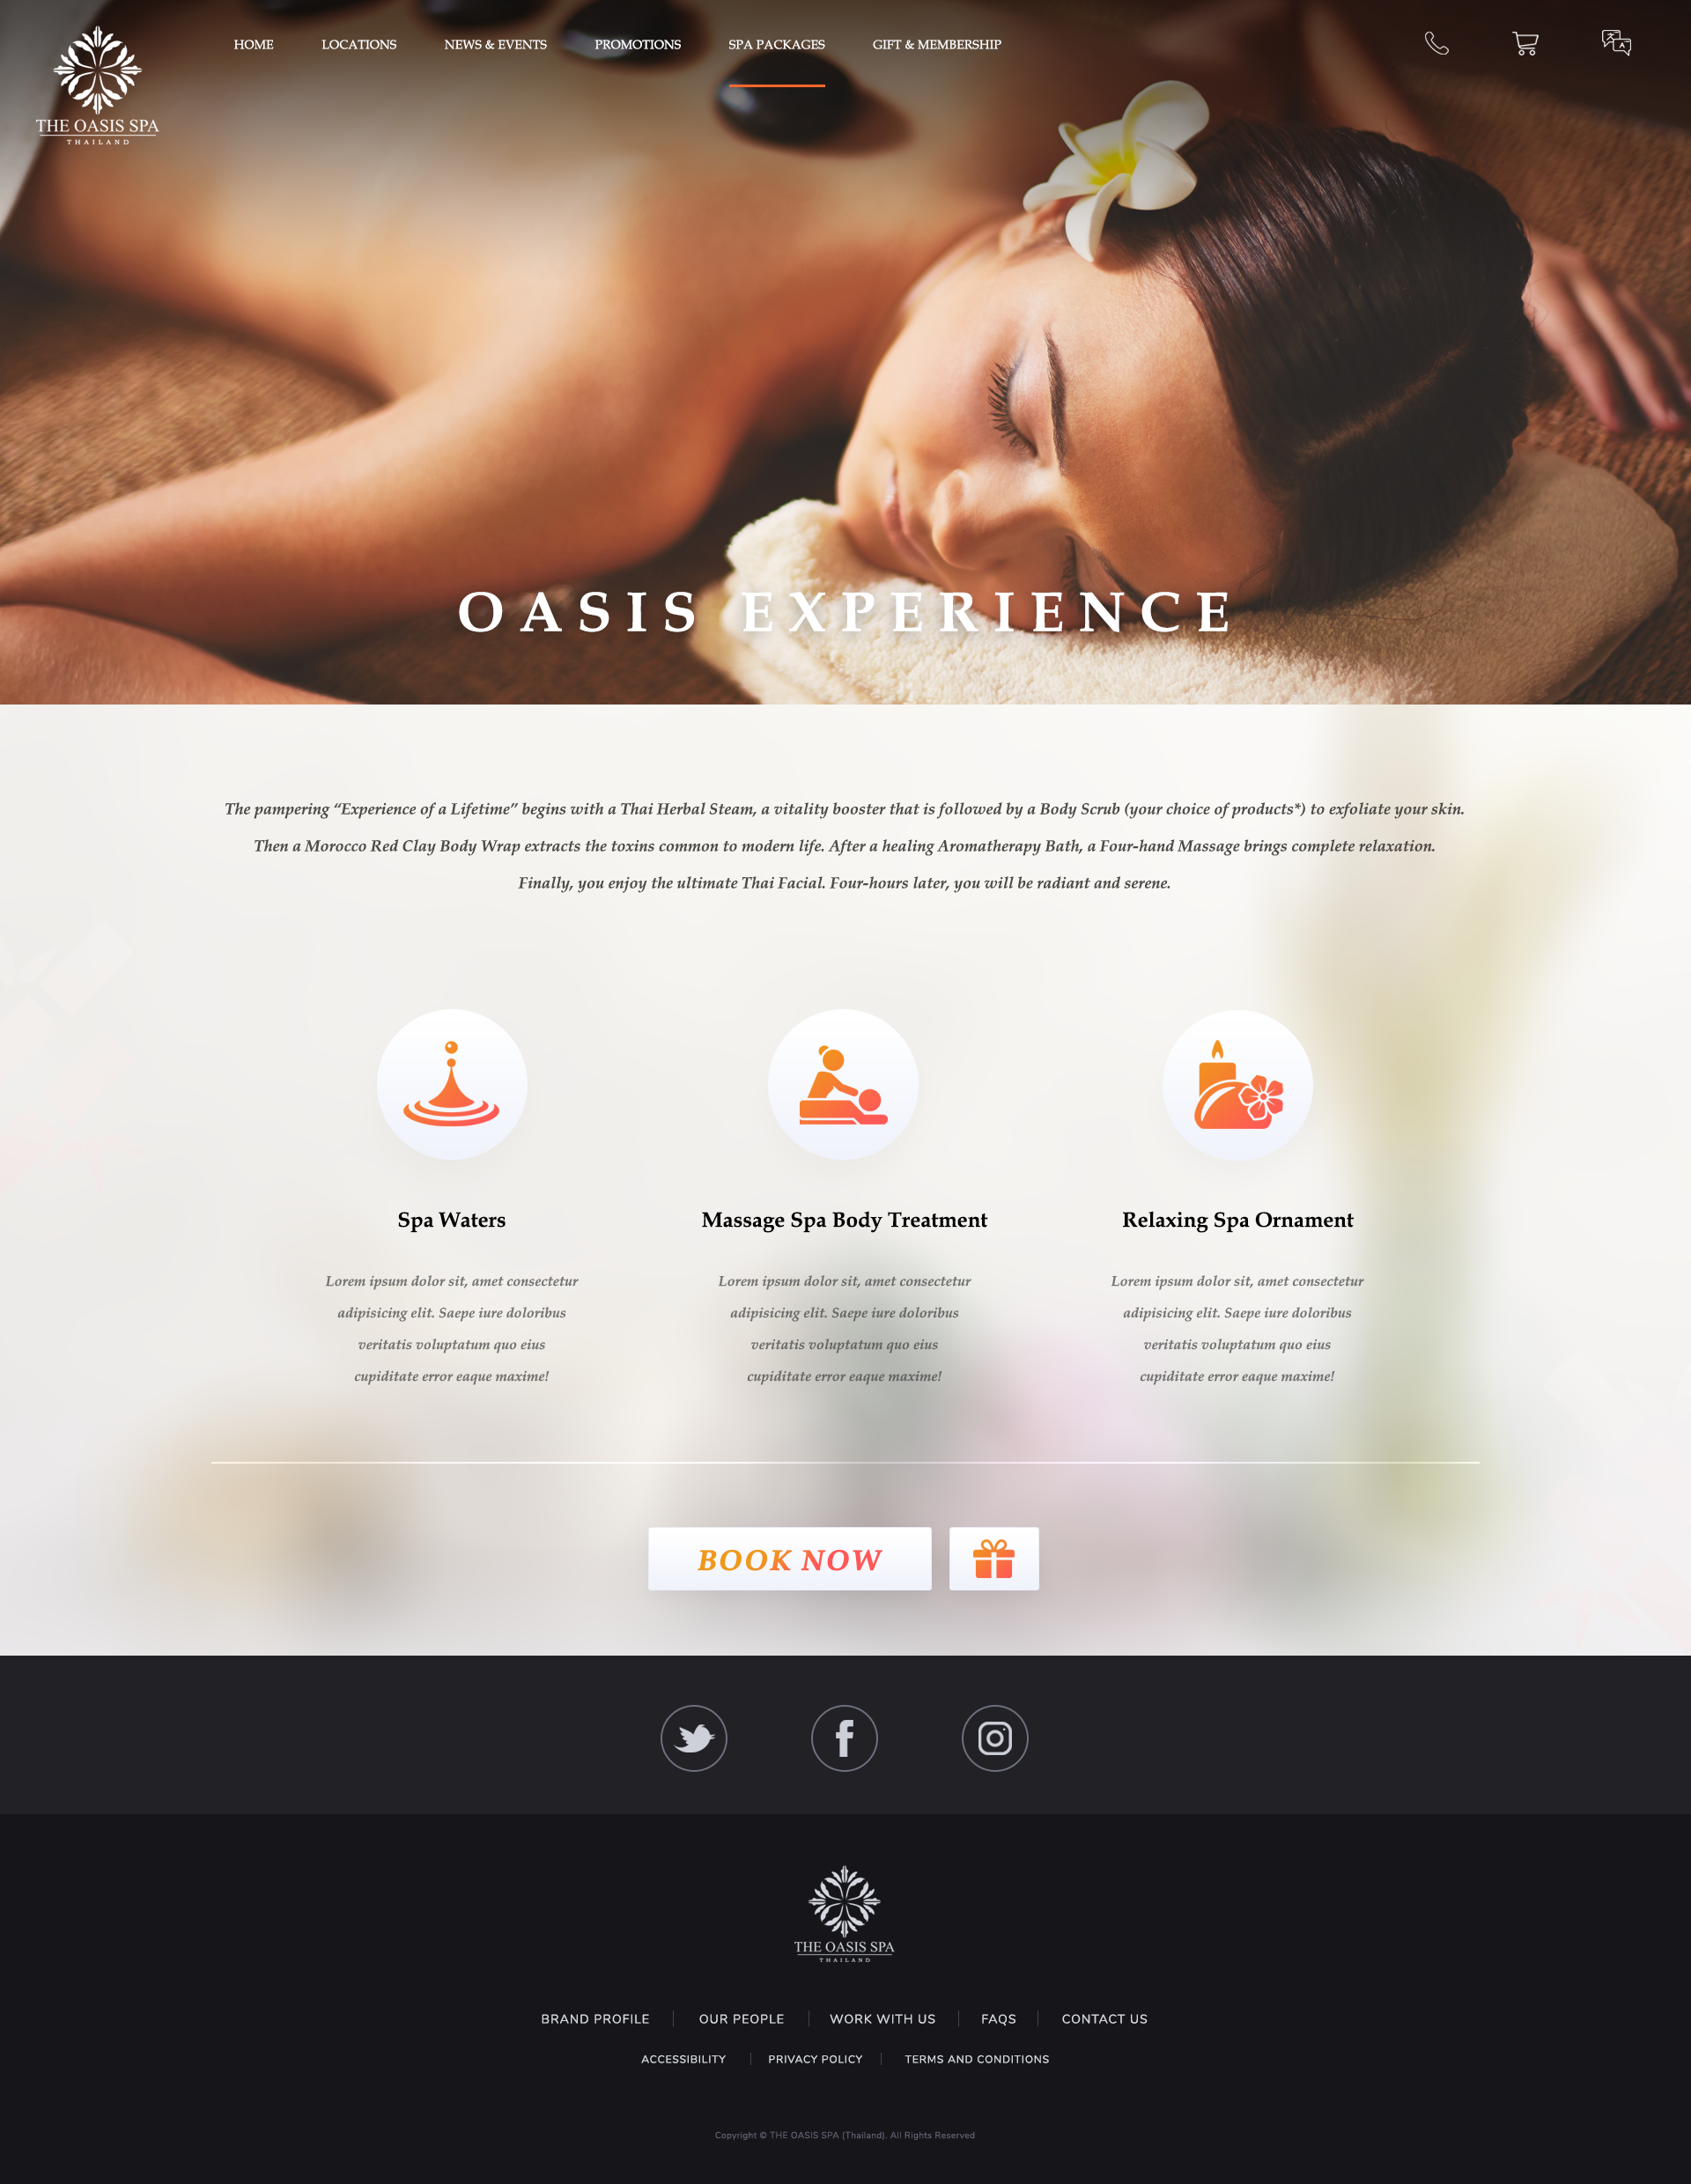 THE OASIS SPA
THAILAND
HOME
LOCATIONS
NEWS & EVENTS
PROMOTIONS
SPA PACKAGES
GIFT & MEMBERSHIP
A
OASIS EXPERIENCE
The pampering “Experience of a Lifetime” begins with a Thai Herbal Steam, a vitality booster that is followed by a Body Scrub (your choice of products*) to exfoliate your skin.
Then a Morocco Red Clay Body Wrap extracts the toxins common to modern life. After a healing Aromatherapy Bath, a Four-hand Massage brings complete relaxation.
Finally, you enjoy the ultimate Thai Facial. Four-hours later, you will be radiant and serene.
Spa Waters
Lorem ipsum dolor sit, amet consectetur
adipisicing elit. Saepe iure doloribus
veritatis voluptatum quo eius
cupiditate error eaque maxime!
Massage Spa Body Treatment
Lorem ipsum dolor sit, amet consectetur
adipisicing elit. Saepe iure doloribus
veritatis voluptatum quo eius
cupiditate error eaque maxime!
Relaxing Spa Ornament
Lorem ipsum dolor sit, amet consectetur
adipisicing elit. Saepe iure doloribus
veritatis voluptatum quo eius
cupiditate error eaque maxime!
BOOK NOW
THE OASIS SPA
THAILAND
BRAND PROFILE
OUR PEOPLE
WORK WITH US
FAQS
CONTACT US
ACCESSIBILITY
PRIVACY POLICY
TERMS AND CONDITIONS
Copyright © THE OASIS SPA (Thailand). All Rights Reserved